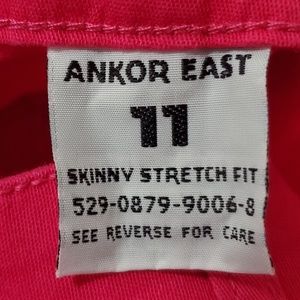 ANKOR EAST
11
SKINNY STRETCH FIT
529-0879-9006-8
SEE REVERSE FOR CARE